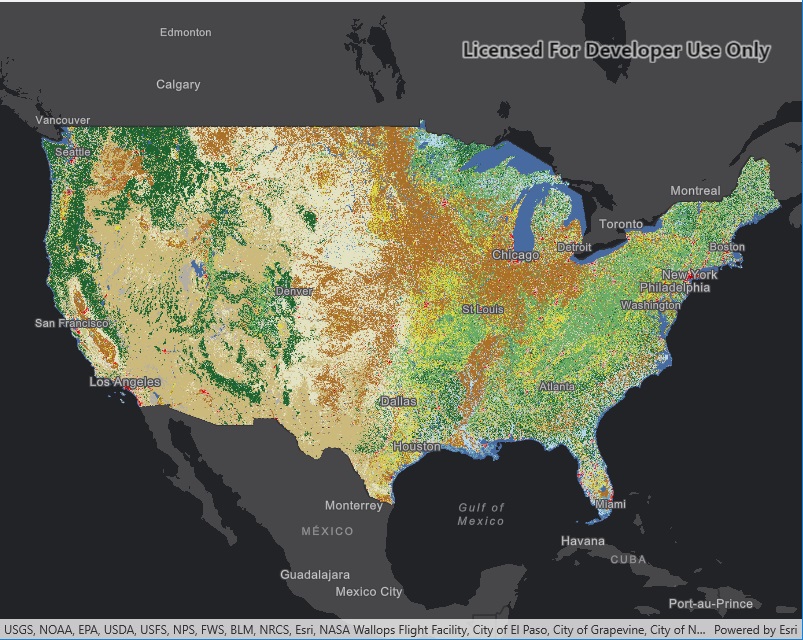 Edmonton
Licensed For Developer Use Only
Calgary
Vancouver
Seattle
Montreal
Toronto
Boston
Detroit
Chicago
New York
Philadelphia
Denver
Washington
St Louis
San Francisco
Los Angeles
Atlanta
Dallas
Houston
Monterrey
Miami
Gulf of
Mexico
MÉXICO
Havana
CUBA
Guadalajara
Mexico City
Port-au-Prince
USGS, NOAA, EPA, USDA, USFS, NPS, FWS, BLM, NRCS, Esri, NASA Wallops Flight Facility, City of El Paso, City of Grapevine, City of N... Powered by Esri